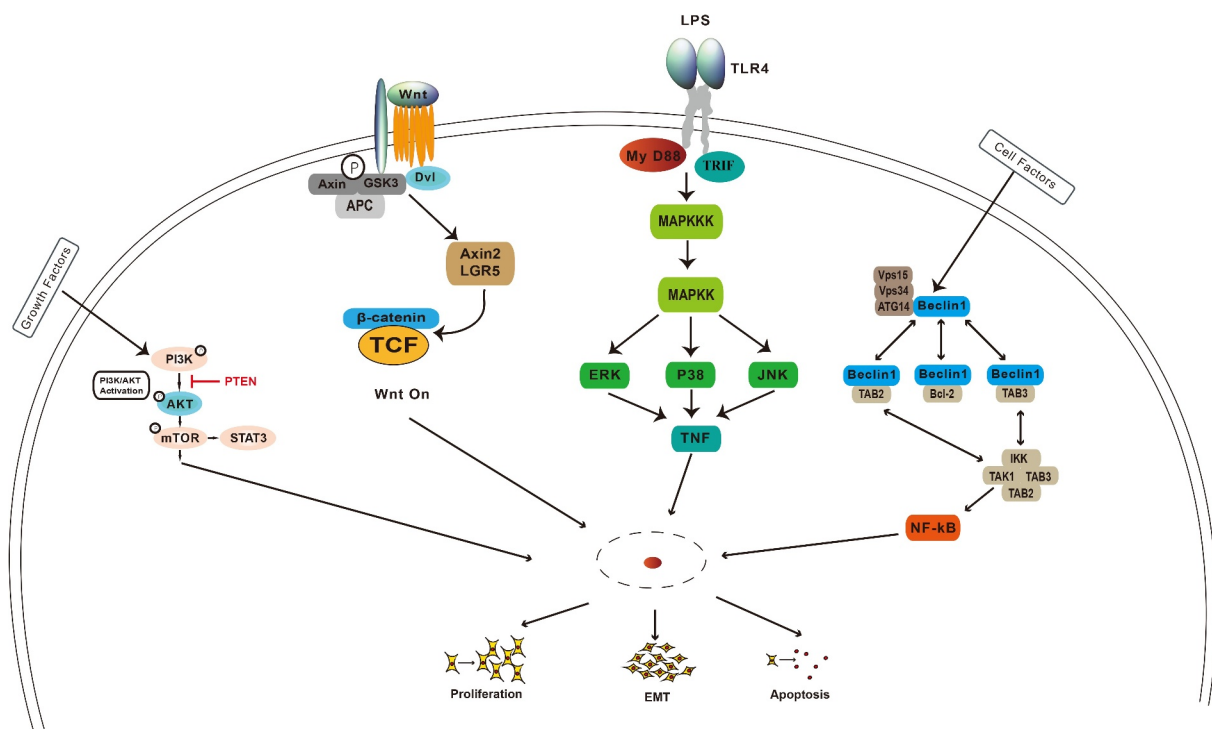 LPS
TLR4
Wnt
My D88
TRIF
Cell Factors
P
Axin
GSK3
Dvl
APC
MAPKKK
Axin2
LGR5
Growth Factors
MAPKK
Vps15
Vps34
ATG14
Beclin1
β-catenin
TCF
PI3K
P
PI3K/AKT
Activation
PTEN
P
AKT
ERK
P38
JNK
Beclin1
TAB2
Beclin1
Bcl-2
Beclin1
TAB3
Wnt On
P
mTOR
STAT3
TNF
IKK
TAK1
TAB3
TAB2
NF-kB
Proliferation
EMT
Apoptosis